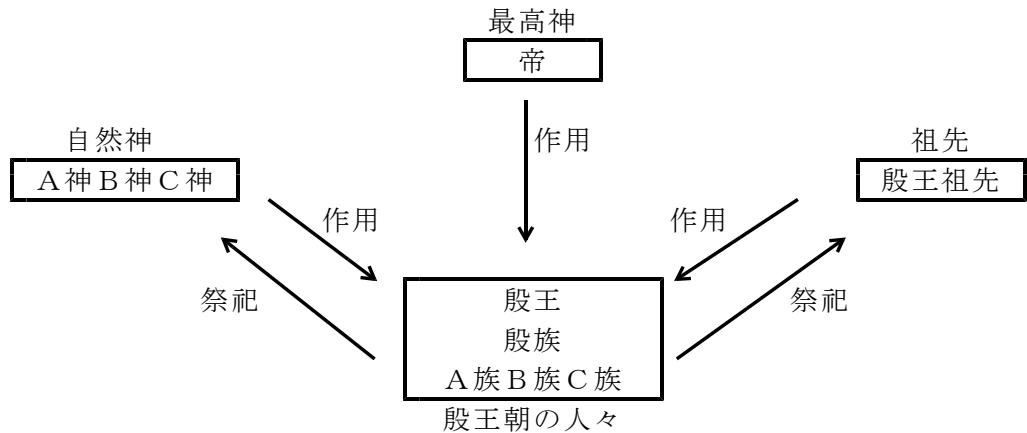 最高神
帝
作用
自然神
A神B神C神
祖先
殷王祖先
作用
作用
祭祀
祭祀
殷王
殷族
A族B族C族
殷王朝の人々